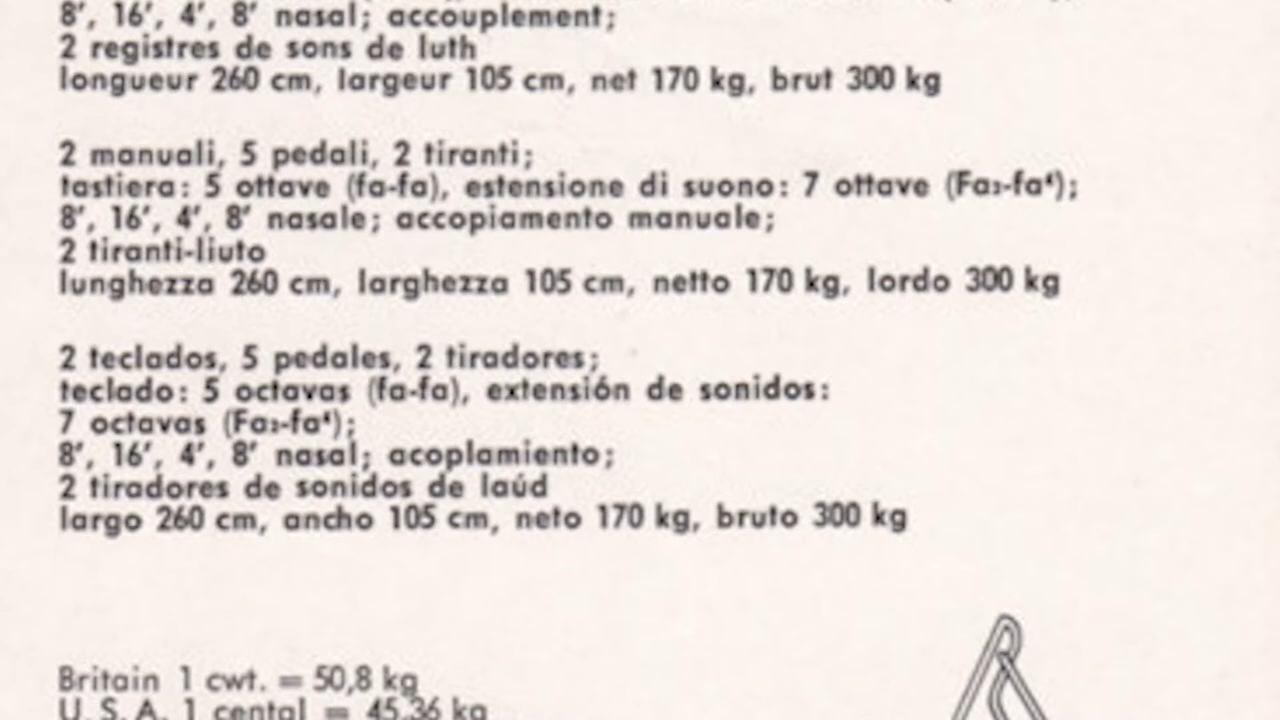 8′, 16′, 4′, 8′ nasal; accouplement;
2 registres de sons de luth
longueur 260 cm, largeur 105 cm, net 170 kg, brut 300 kg
2 manuali, 5 pedali, 2 tiranti;
tastiera: 5 ottave (fa-fa), estensione di suono: 7 ottave (Fa₂-fa⁴);
8′, 16′, 4′, 8′ nasale; accopiamento manuale;
2 tiranti-liuto
lunghezza 260 cm, larghezza 105 cm, netto 170 kg, lordo 300 kg
2 teclados, 5 pedales, 2 tiradores;
teclado: 5 octavas (fa-fa), extensión de sonidos:
7 octavas (Fa₂-fa⁴);
8′, 16′, 4′, 8′ nasal; acoplamiento;
2 tiradores de sonidos de laúd
largo 260 cm, ancho 105 cm, neto 170 kg, bruto 300 kg
Britain 1 cwt. = 50,8 kg
U.S.A. 1 cental = 45,36 kg